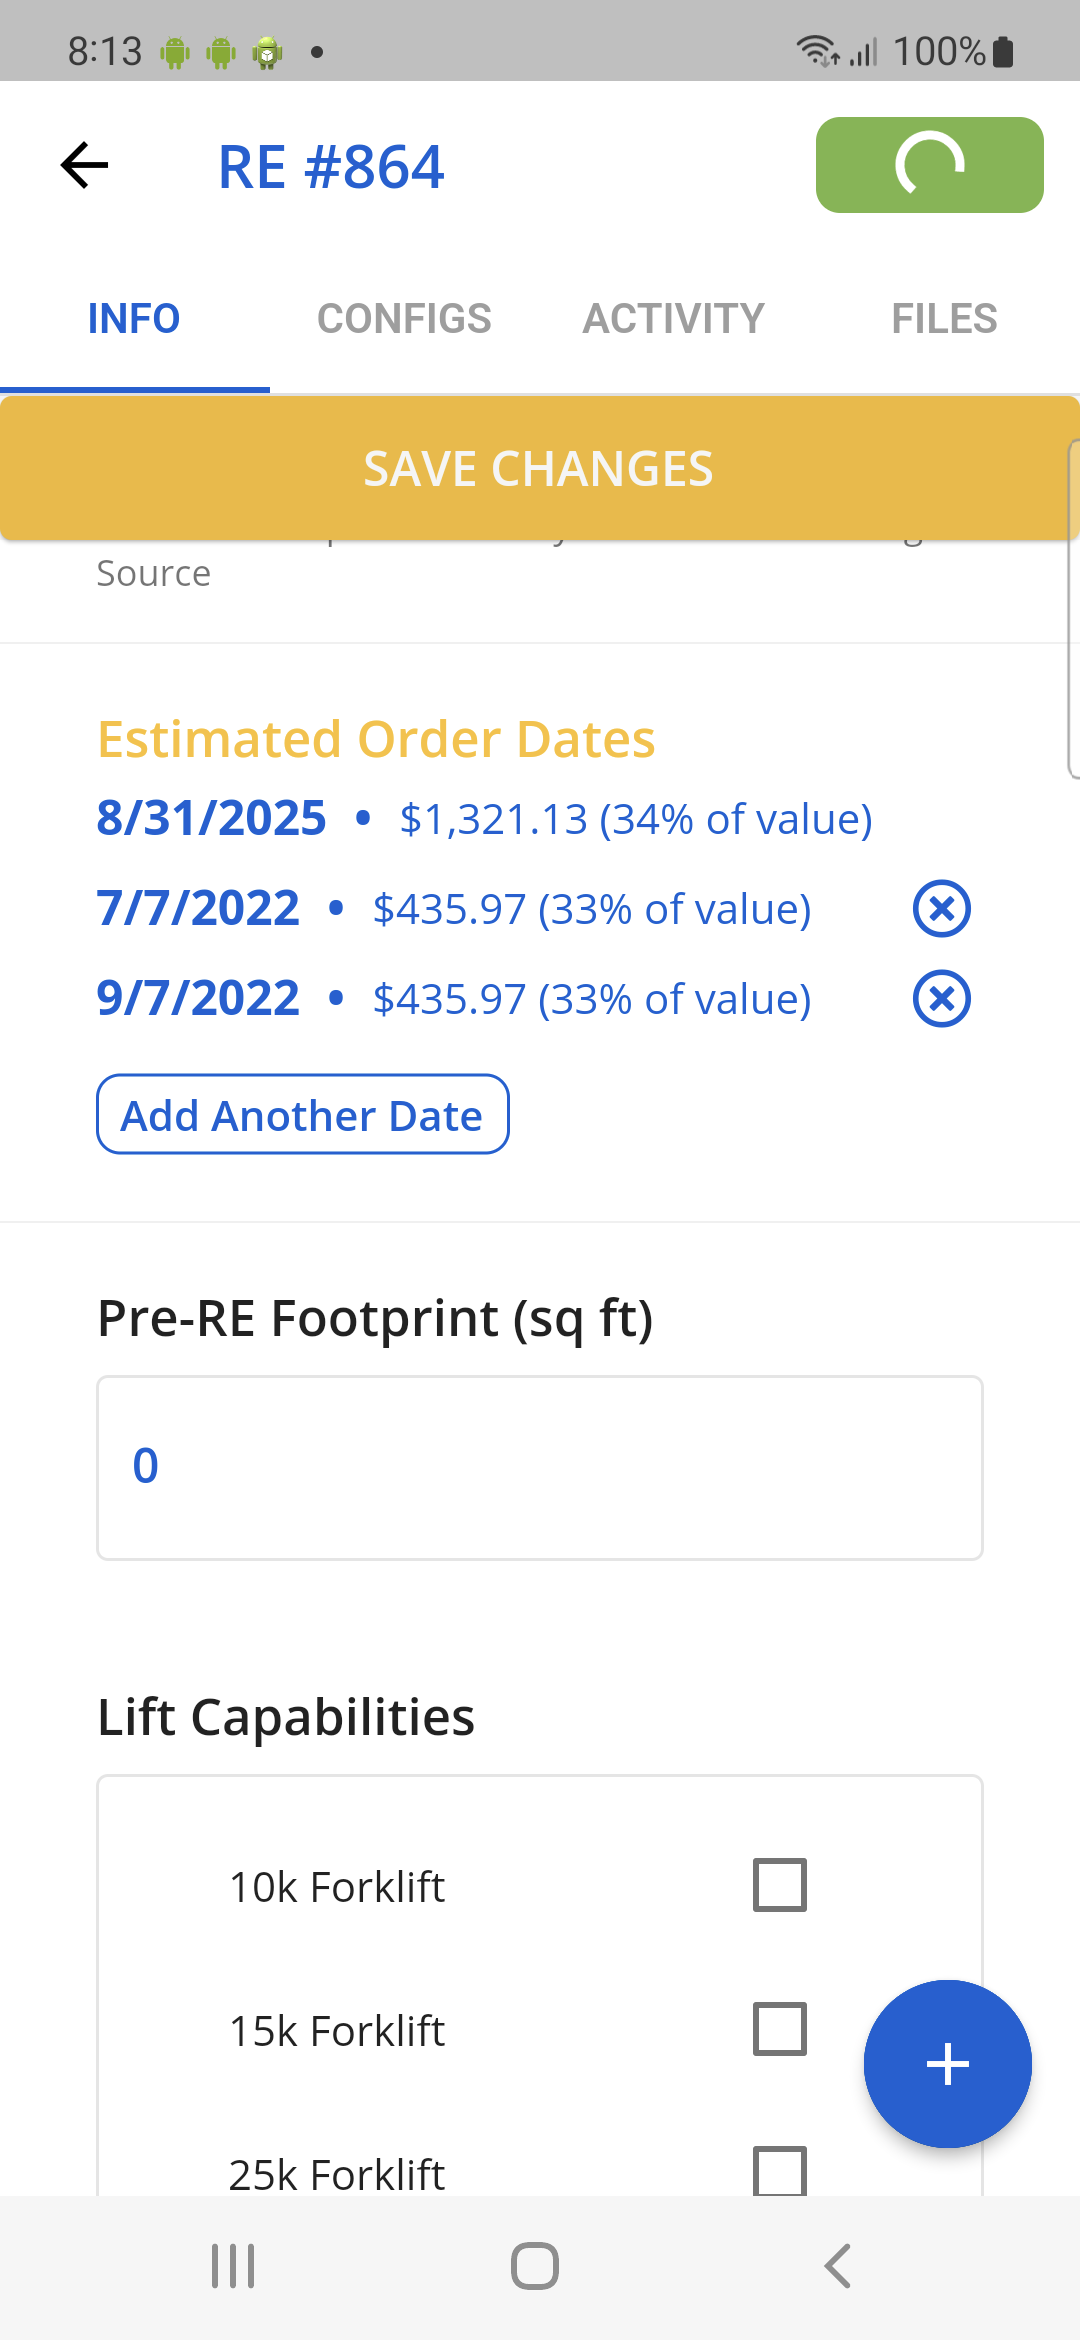 8:13
100%
RE #864
INFO
CONFIGS
ACTIVITY
FILES
SAVE CHANGES
Source
Estimated Order Dates
8/31/2025 • $1,321.13 (34% of value)
7/7/2022 • $435.97 (33% of value)
9/7/2022 • $435.97 (33% of value)
Add Another Date
Pre-RE Footprint (sq ft)
0
Lift Capabilities
10k Forklift
15k Forklift
25k Forklift